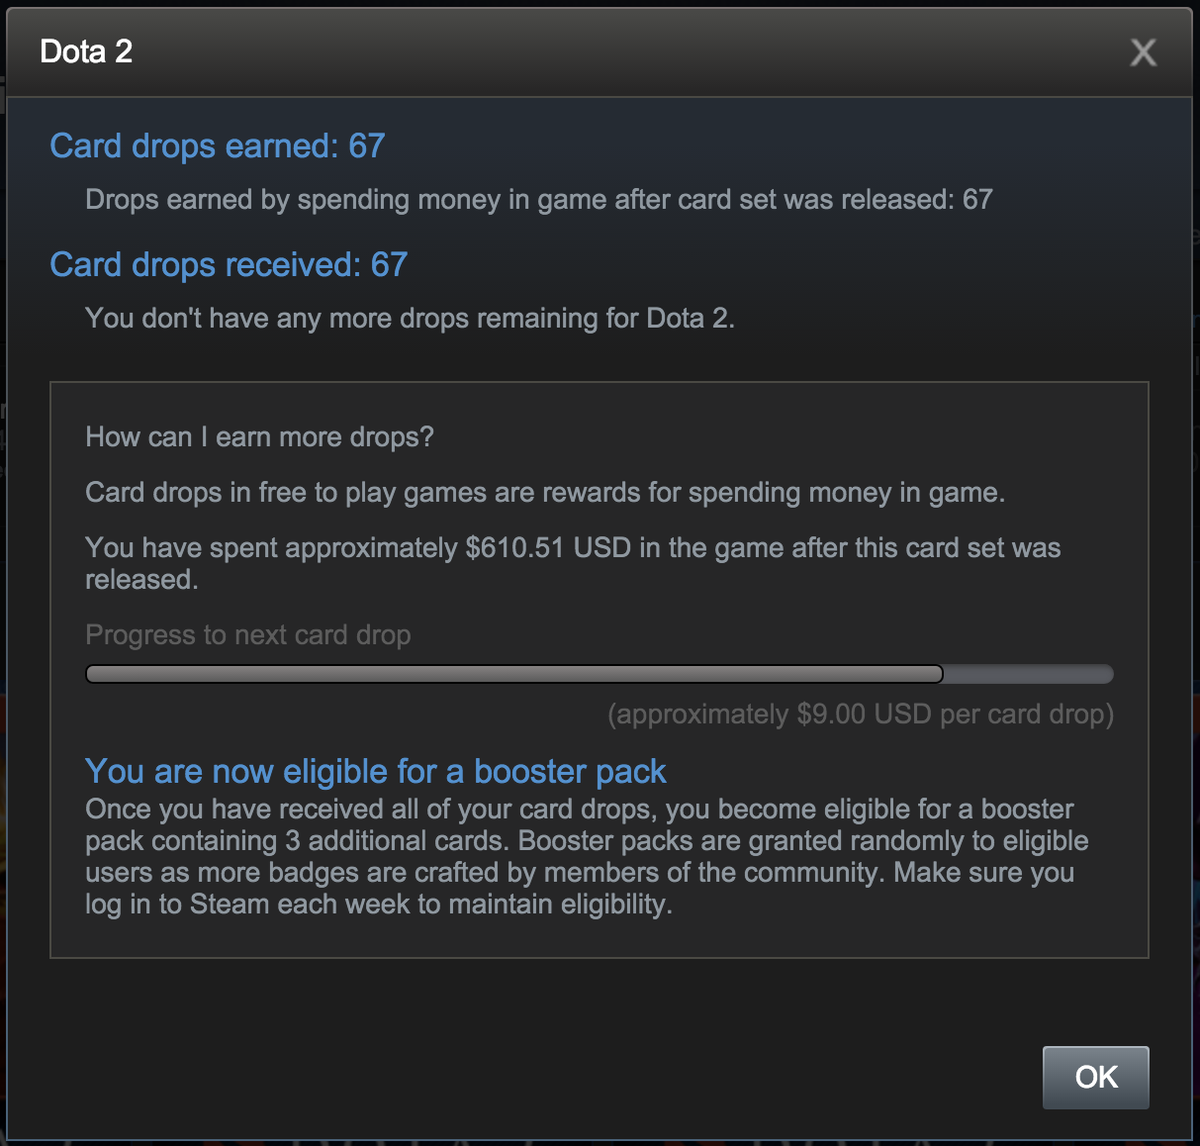 Dota 2
X
Card drops earned: 67
Drops earned by spending money in game after card set was released: 67
Card drops received: 67
You don't have any more drops remaining for Dota 2.
How can I earn more drops?
Card drops in free to play games are rewards for spending money in game.
You have spent approximately $610.51 USD in the game after this card set was
released.
Progress to next card drop
(approximately $9.00 USD per card drop)
You are now eligible for a booster pack
Once you have received all of your card drops, you become eligible for a booster
pack containing 3 additional cards. Booster packs are granted randomly to eligible
users as more badges are crafted by members of the community. Make sure you
log in to Steam each week to maintain eligibility.
OK